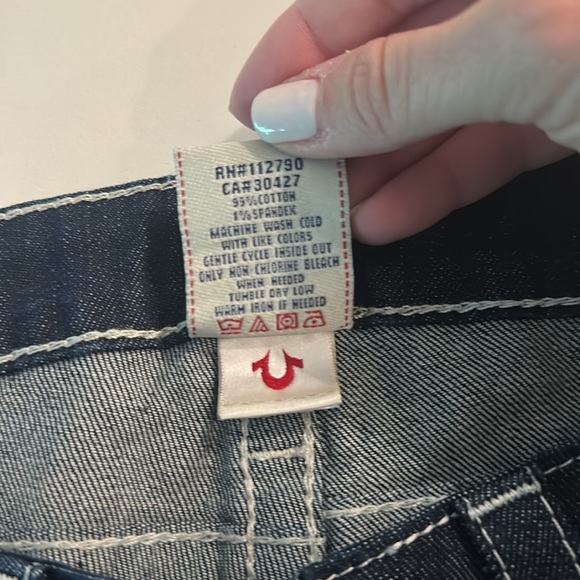 RN#112790
CA#30427
99%COTTON
1%SPANDEX
MACHINE WASH COLD
WITH LIKE COLORS
GENTLE CYCLE INSIDE OUT
ONLY NON-CHLORINE BLEACH
WHEN NEEDED
TUMBLE DRY LOW
WARM IRON IF NEEDED